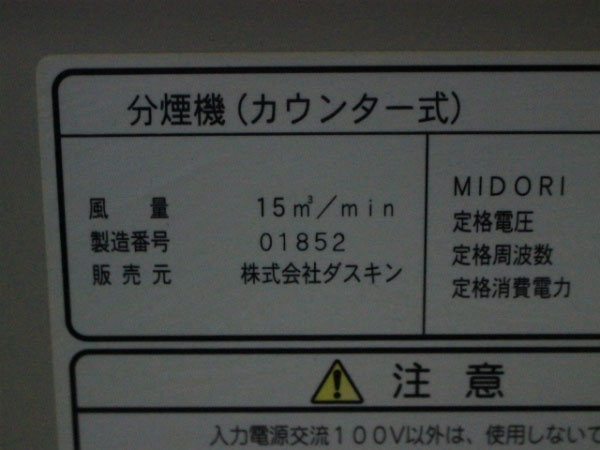 分煙機（カウンター式）
風　量　15㎥／min
製造番号　01852
販売元　株式会社ダスキン
MIDORI
定格電圧
定格周波数
定格消費電力
注意
入力電源交流100V以外は、使用しないで